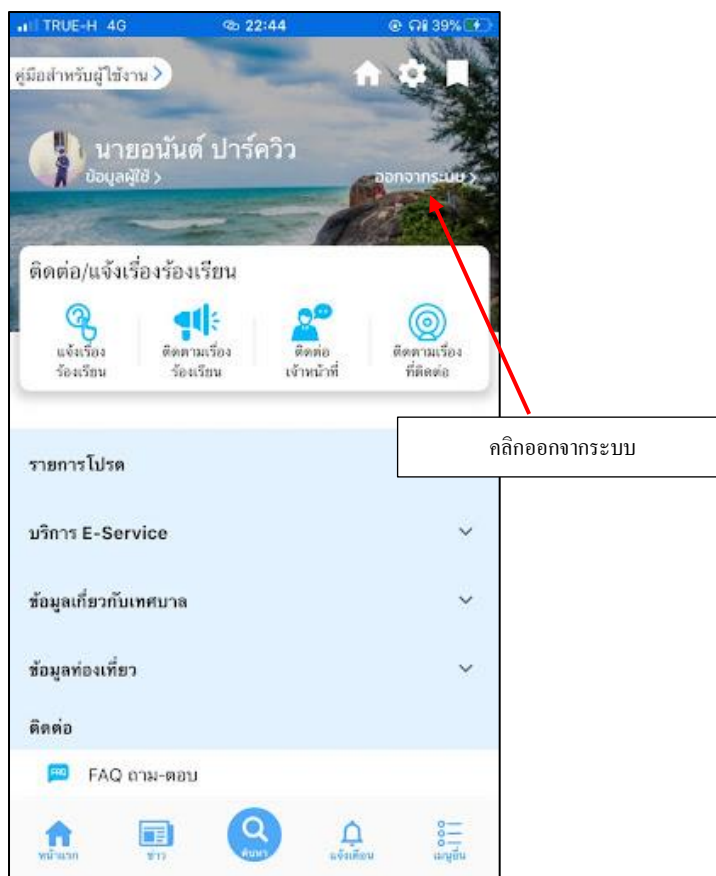 TRUE-H 4G 22:44 39%
คู่มือสำหรับผู้ใช้งาน >
นายอนันต์ ปาร์ควิว
ข้อมูลผู้ใช้ >
ออกจากระบบ >
ติดต่อ/แจ้งเรื่องร้องเรียน
แจ้งเรื่อง
ร้องเรียน
ติดตามเรื่อง
ร้องเรียน
ติดต่อ
เจ้าหน้าที่
ติดตามเรื่อง
ที่ติดต่อ
คลิกออกจากระบบ
รายการโปรด
บริการ E-Service
ข้อมูลเกี่ยวกับเทศบาล
ข้อมูลท่องเที่ยว
ติดต่อ
FAQ FAQ ถาม-ตอบ
หน้าแรก
ข่าว
ค้นหา
แจ้งเตือน
เมนูอื่น